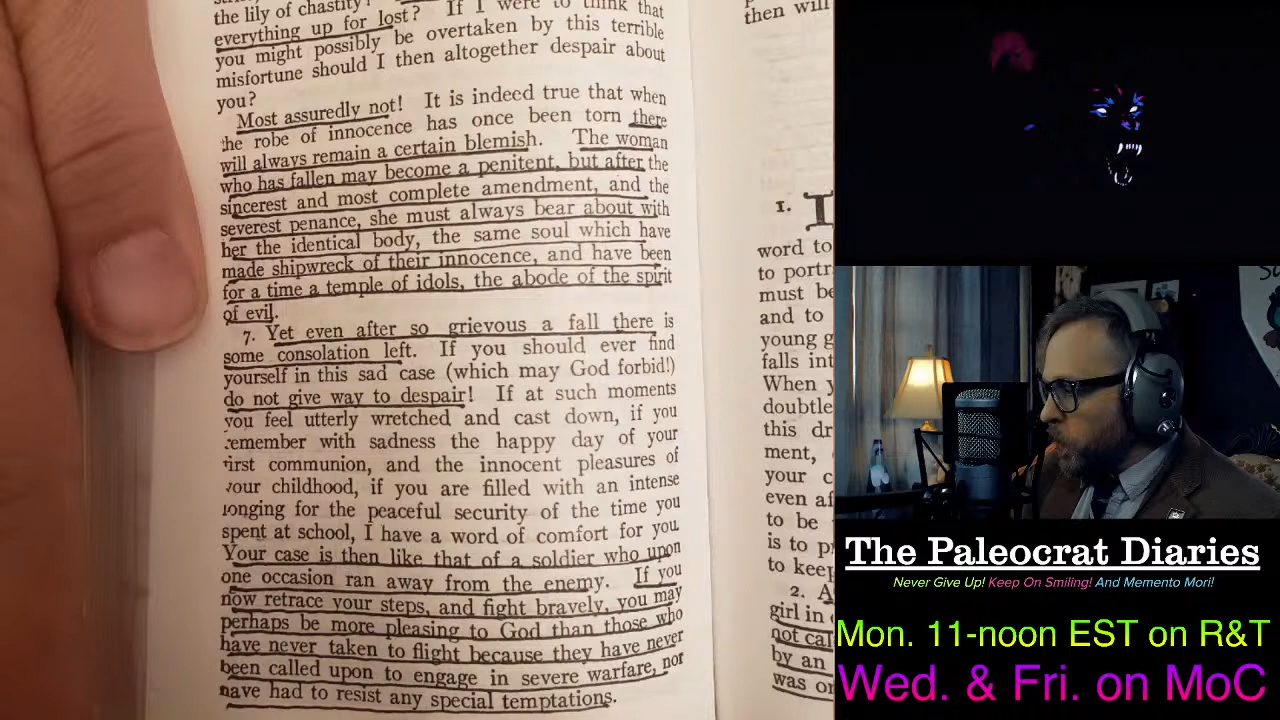 the lily of chastity? If I were to think that
everything up for lost? If I were to think that
you might possibly be overtaken by this terrible
misfortune should I then altogether despair about
you?
Most assuredly not! It is indeed true that when
the robe of innocence has once been torn there
will always remain a certain blemish. The woman
who has fallen may become a penitent, but after the
sincerest and most complete amendment, and the
severest penance, she must always bear about with
her the identical body, the same soul which have
made shipwreck of their innocence, and have been
for a time a temple of idols, the abode of the spirit
of evil.
7. Yet even after so grievous a fall there is
some consolation left. If you should ever find
yourself in this sad case (which may God forbid!)
do not give way to despair! If at such moments
you feel utterly wretched and cast down, if you
remember with sadness the happy day of your
first communion, and the innocent pleasures of
your childhood, if you are filled with an intense
longing for the peaceful security of the time you
spent at school, I have a word of comfort for you.
Your case is then like that of a soldier who upon
one occasion ran away from the enemy. If you
now retrace your steps, and fight bravely, you may
perhaps be more pleasing to God than those who
have never taken to flight because they have never
been called upon to engage in severe warfare, nor
have had to resist any special temptations.
then will
1. I
word to
to portr
must be
and to
young g
falls int
When y
doubtle
this dr
ment,
your c
even af
to be
is to p
to keep
2. A
girl in
not cal
by an
was or
The Paleocrat Diaries
Never Give Up! Keep On Smiling! And Memento Mori!
Mon. 11-noon EST on R&T
Wed. & Fri. on MoC